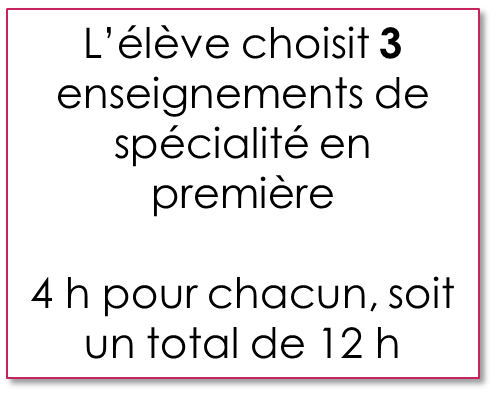 L’élève choisit 3
enseignements de
spécialité en
première
4 h pour chacun, soit
un total de 12 h